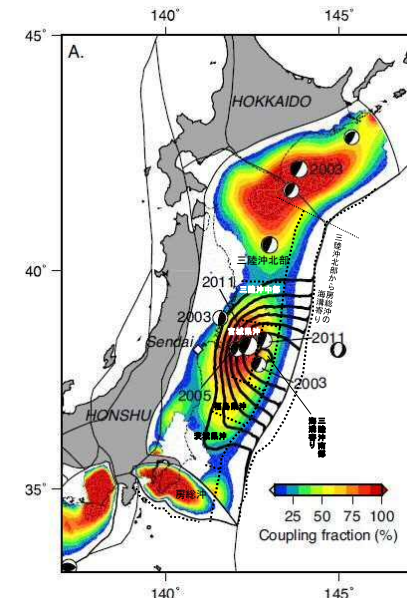 140° 145°
45°
A.
HOKKAIDO
2003
三陸沖北部
40°
三陸沖北部から房総沖の
海溝寄り
2011
三陸沖中部
2003
宮城県沖
2011
Sendai
2003
2005
福島県沖
三陸沖南部
海溝寄り
HONSHU
茨城県沖
35°
房総沖
25 50 75 100
Coupling fraction (%)
140° 145°